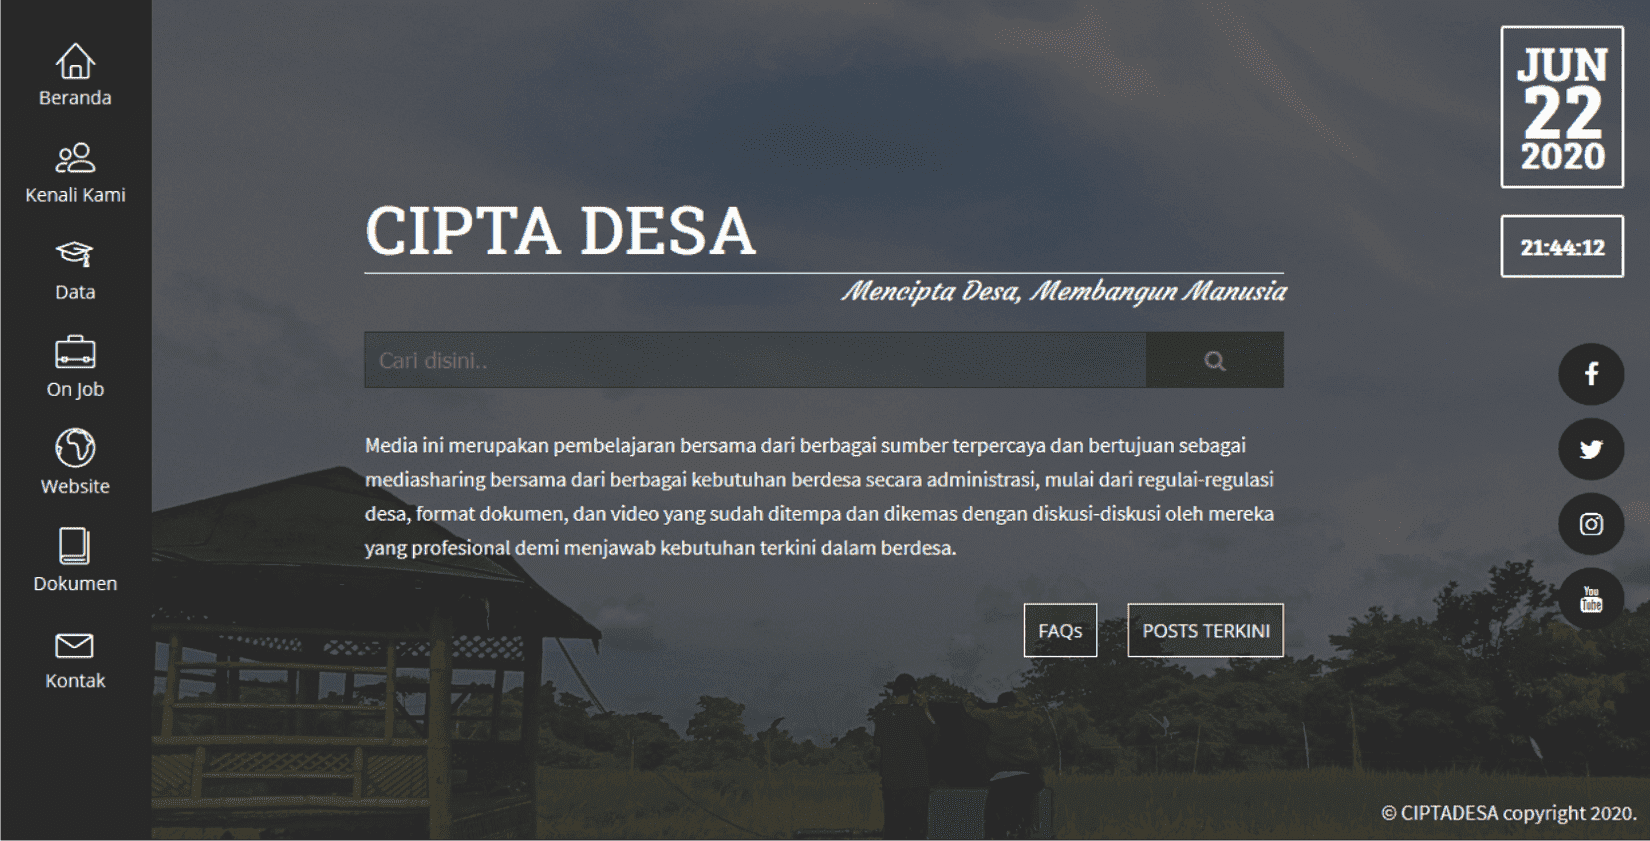 Beranda
Kenali Kami
Data
On Job
Website
Dokumen
Kontak
CIPTA DESA
Mencipta Desa, Membangun Manusia
Cari disini..
Media ini merupakan pembelajaran bersama dari berbagai sumber terpercaya dan bertujuan sebagai
mediasharing bersama dari berbagai kebutuhan berdesa secara administrasi, mulai dari regulai-regulasi
desa, format dokumen, dan video yang sudah ditempa dan dikemas dengan diskusi-diskusi oleh mereka
yang profesional demi menjawab kebutuhan terkini dalam berdesa.
FAQs
POSTS TERKINI
JUN
22
2020
21:44:12
You
Tube
© CIPTADESA copyright 2020.